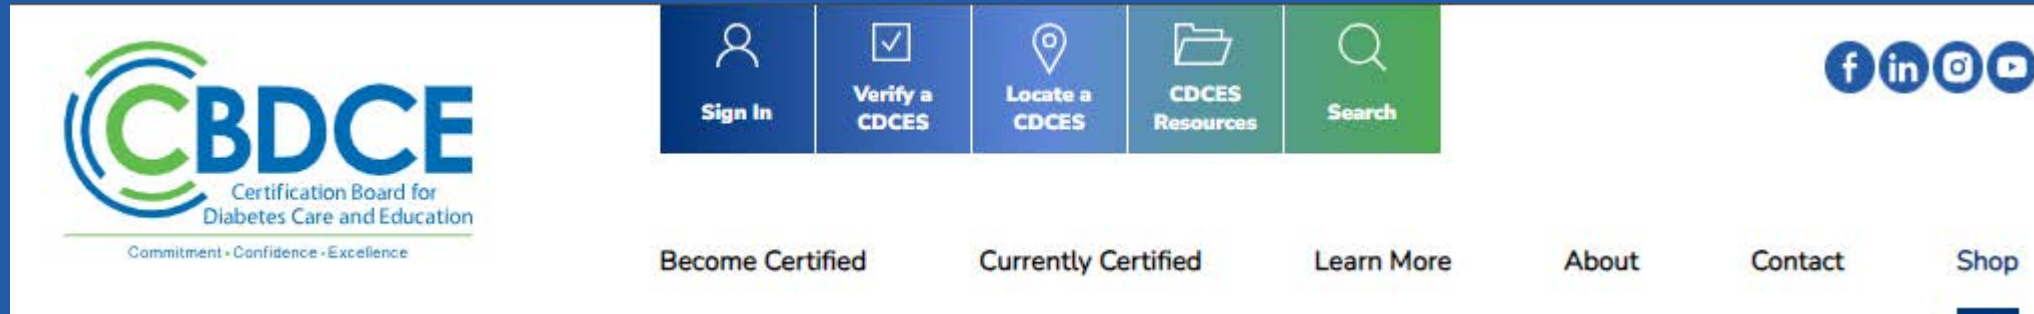 CBDCE
Certification Board for
Diabetes Care and Education
Commitment • Confidence • Excellence
Sign In
Verify a
CDCES
Locate a
CDCES
CDCES
Resources
Search
f in
Become Certified Currently Certified Learn More About Contact Shop